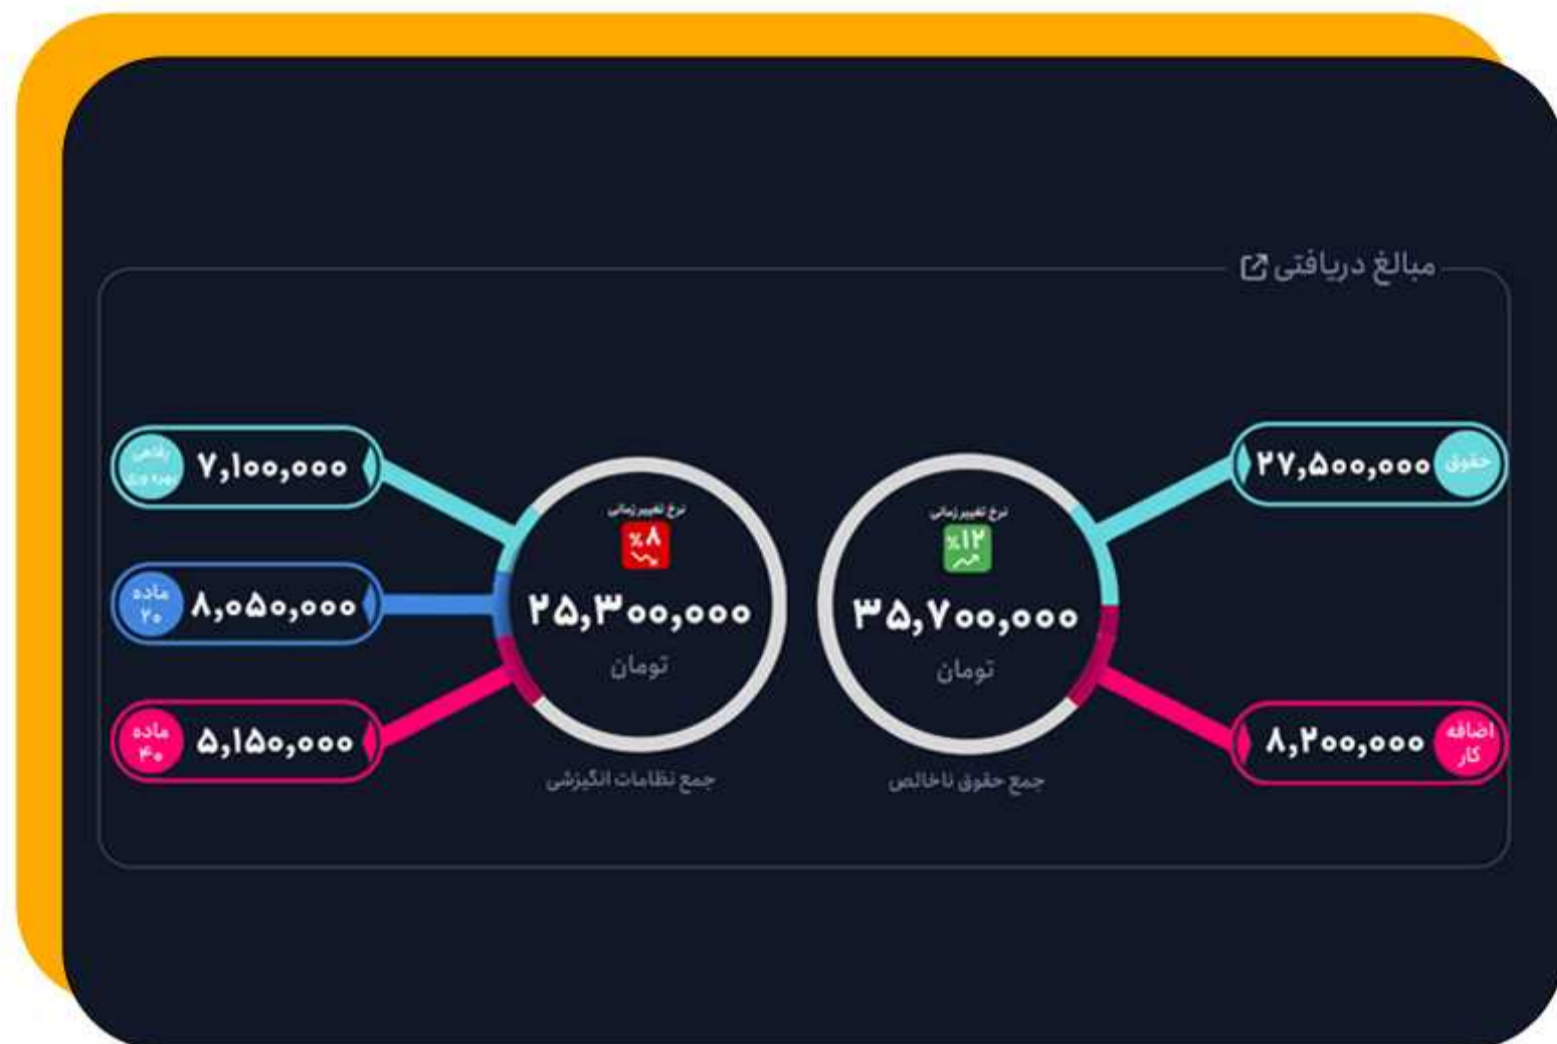 مبالغ دریافتی
حقوق
۲۷,۵۰۰,۰۰۰
اضافه
کار
۸,۲۰۰,۰۰۰
نرخ تغییر زمانی
%۱۲
۳۵,۷۰۰,۰۰۰
تومان
جمع حقوق ناخالص
نرخ تغییر زمانی
%۸
۲۵,۳۰۰,۰۰۰
تومان
جمع نظامات انگیزشی
رفاهی
بهره وری
۷,۱۰۰,۰۰۰
ماده
۲۰
۸,۰۵۰,۰۰۰
ماده
۴۰
۵,۱۵۰,۰۰۰